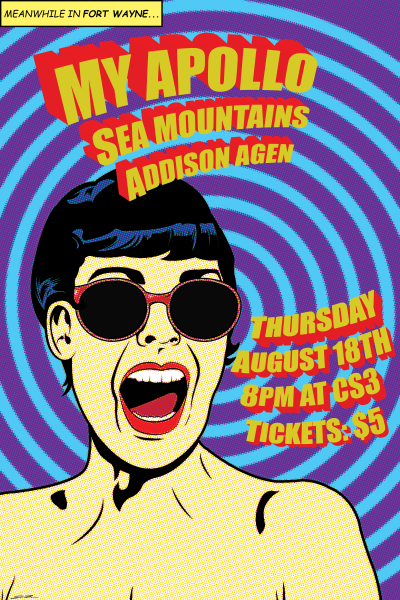 MEANWHILE IN FORT WAYNE...
MY APOLLO
SEA MOUNTAINS
ADDISON AGEN
THURSDAY
AUGUST 18TH
8PM AT CS3
TICKETS: $5